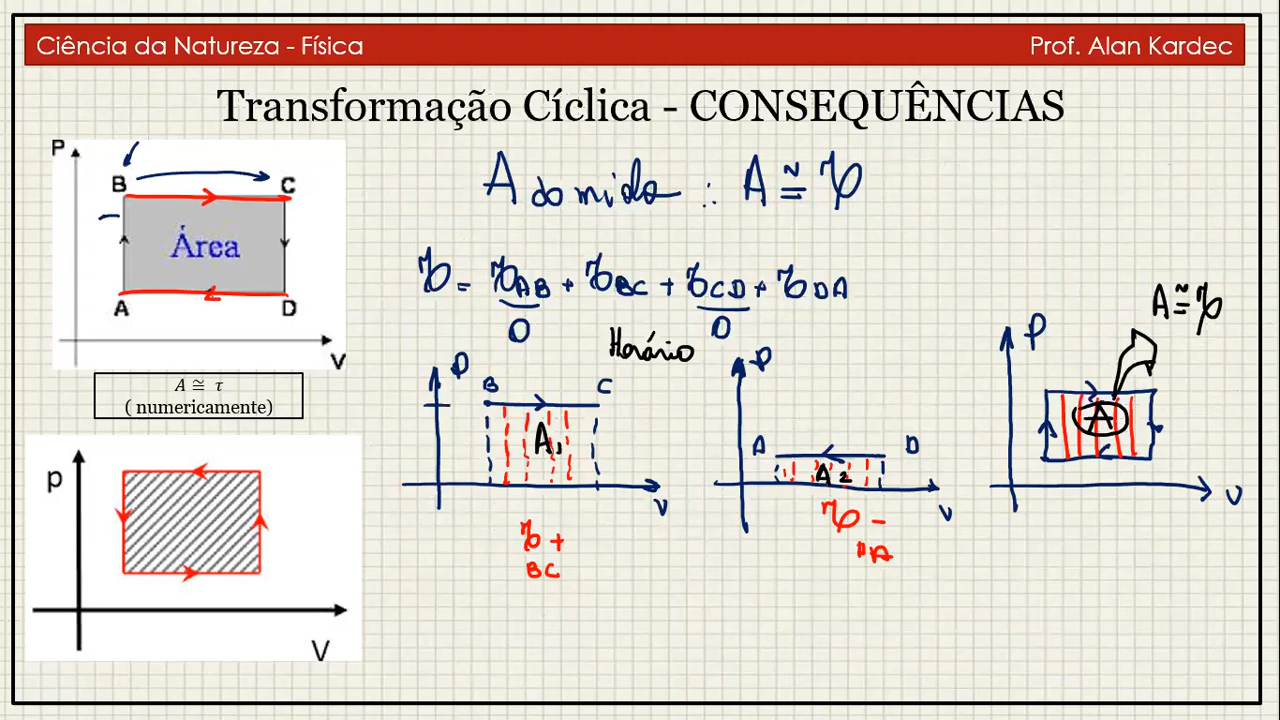 Ciência da Natureza - Física
Prof. Alan Kardec
Transformação Cíclica - CONSEQUÊNCIAS
P
B
C
Área
A
D
V
A ≅ τ
( numericamente)
p
V
A do miolo ∴ A ≅ τ
τ = τAB + τBC + τCD + τDA
0
0
Horário
P
B
C
A1
V
τ +
BC
P
A
D
A2
V
τ -
DA
P
A ≅ τ
A
V